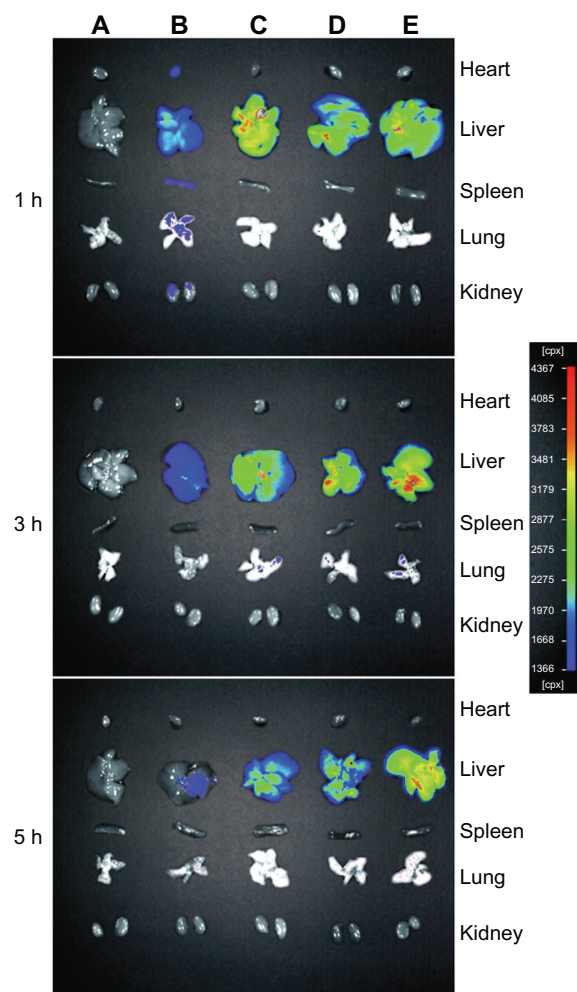 A B C D E
Heart
Liver
1 h
Spleen
Lung
Kidney
[cpx]
4367
4085
3783
3481
3179
2877
2575
2275
1970
1668
1366
[cpx]
Heart
Liver
3 h
Spleen
Lung
Kidney
Heart
Liver
5 h
Spleen
Lung
Kidney